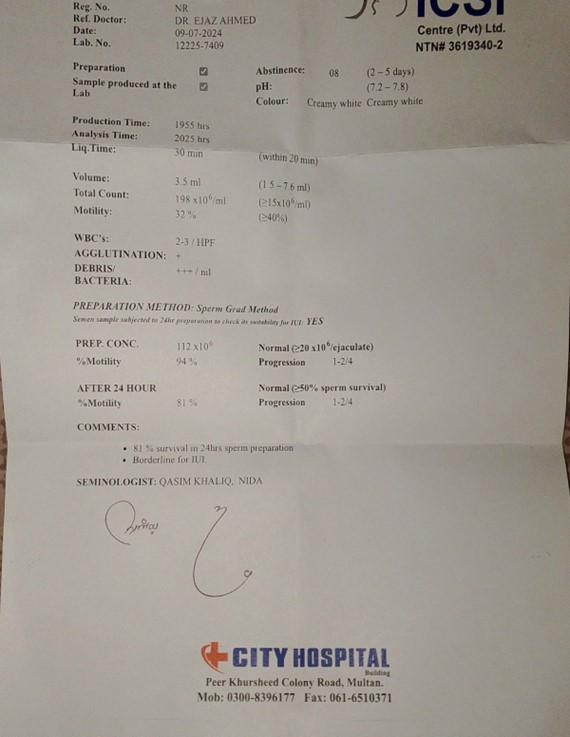 ICSI
Centre (Pvt) Ltd.
NTN# 3619340-2
Reg. No. NR
Ref. Doctor: DR. EJAZ AHMED
Date: 09-07-2024
Lab. No. 12225-7409
Preparation ☑ Abstinence: 08 (2 – 5 days)
Sample produced at the Lab ☑ pH: (7.2 – 7.8)
Colour: Creamy white Creamy white
Production Time: 1955 hrs
Analysis Time: 2025 hrs
Liq.Time: 30 min (within 20 min)
Volume: 3.5 ml (1.5 – 7.6 ml)
Total Count: 198 x10⁶/ml (≥15x10⁶/ml)
Motility: 32 % (≥40%)
WBC's: 2-3 / HPF
AGGLUTINATION: +
DEBRIS/ +++ / nil
BACTERIA:
PREPARATION METHOD: Sperm Grad Method
Semen sample subjected to 24hr preparation to check its suitability for IUI: YES
PREP. CONC. 112 x10⁶ Normal (≥20 x10⁶/ejaculate)
%Motility 94 % Progression 1-2/4
AFTER 24 HOUR Normal (≥50% sperm survival)
%Motility 81 % Progression 1-2/4
COMMENTS:
• 81 % survival in 24hrs sperm preparation
• Borderline for IUI.
SEMINOLOGIST: QASIM KHALIQ, NIDA
CITY HOSPITAL
Building
Peer Khursheed Colony Road, Multan.
Mob: 0300-8396177 Fax: 061-6510371